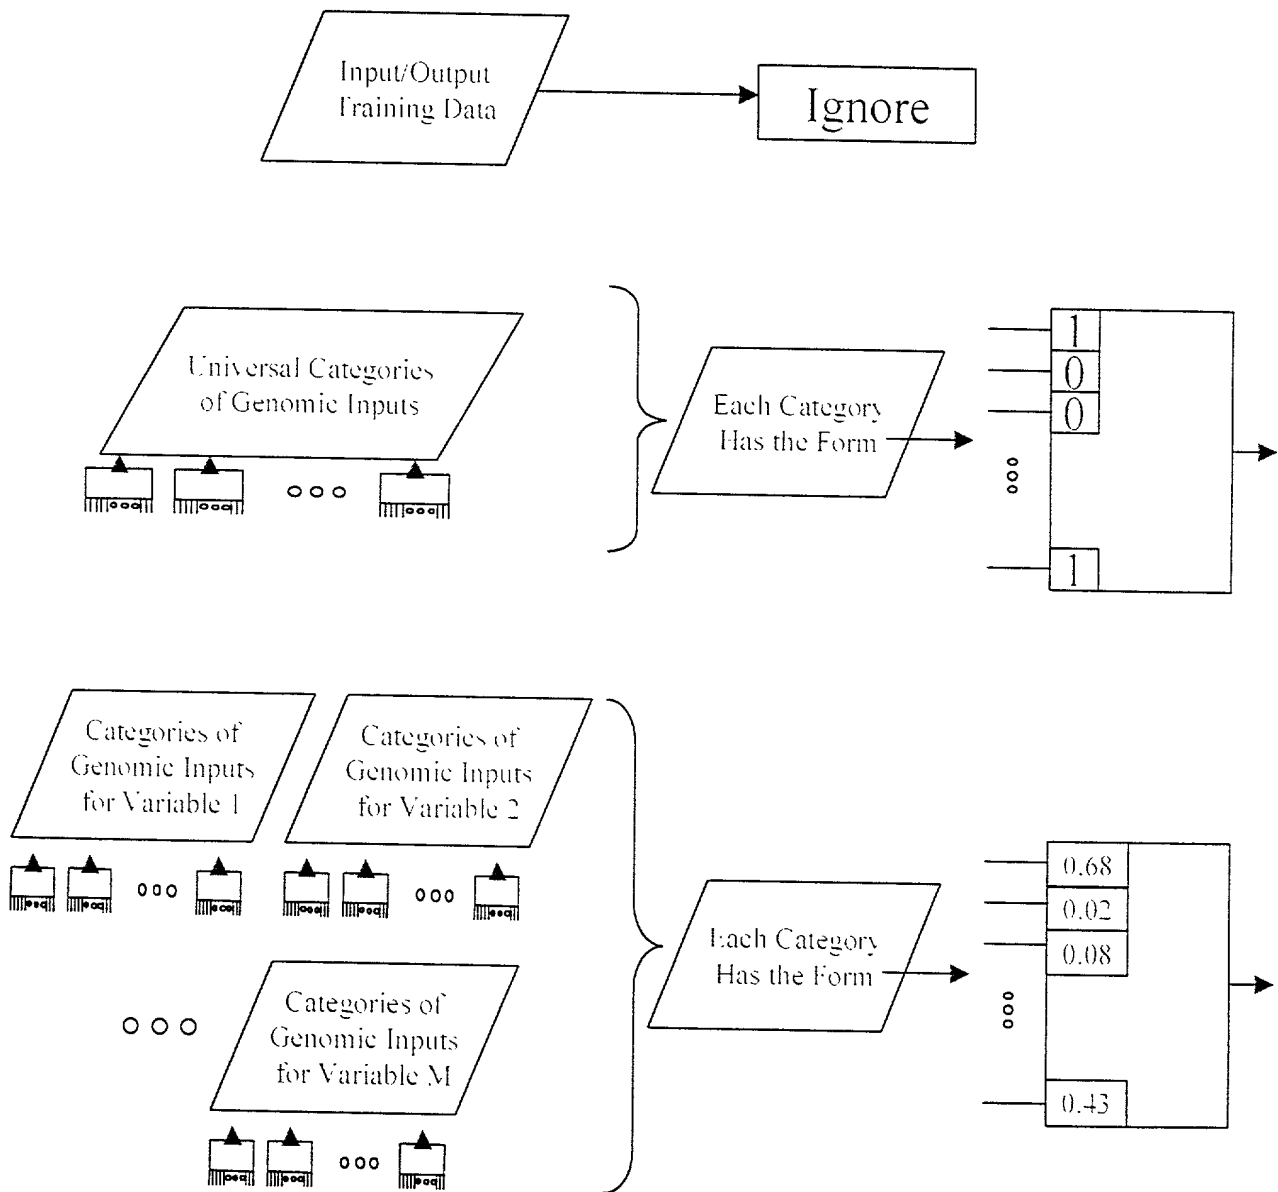 Input/Output
Training Data
Ignore
Universal Categories
of Genomic Inputs
Each Category
Has the Form
1
0
0
1
Categories of
Genomic Inputs
for Variable 1
Categories of
Genomic Inputs
for Variable 2
Categories of
Genomic Inputs
for Variable M
Each Category
Has the Form
0.68
0.02
0.08
0.43